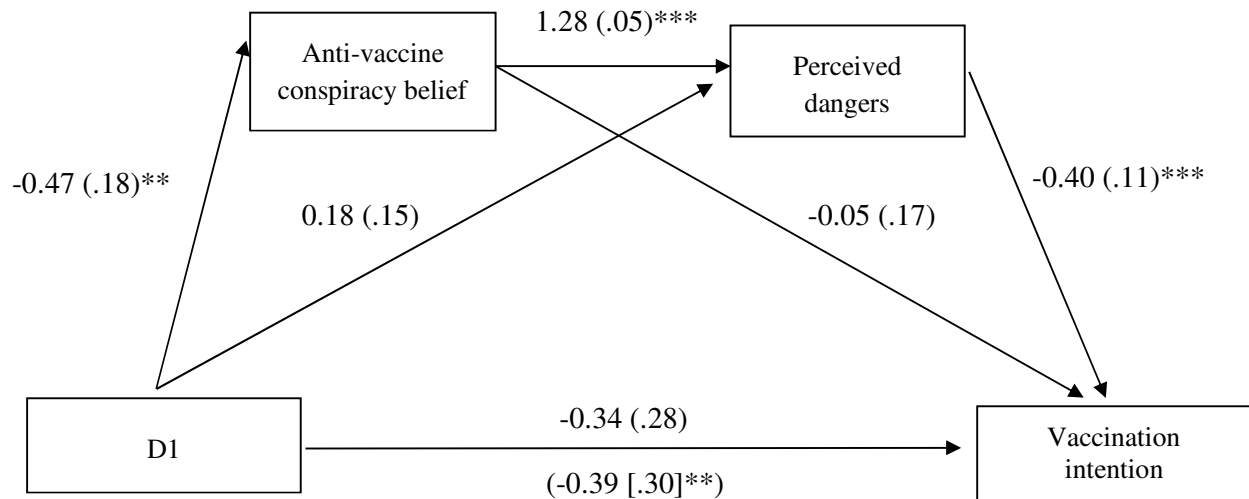 1.28 (.05)***
Anti-vaccine
conspiracy belief
Perceived
dangers
-0.47 (.18)**
0.18 (.15)
-0.05 (.17)
-0.40 (.11)***
D1
-0.34 (.28)
(-0.39 [.30]**)
Vaccination
intention